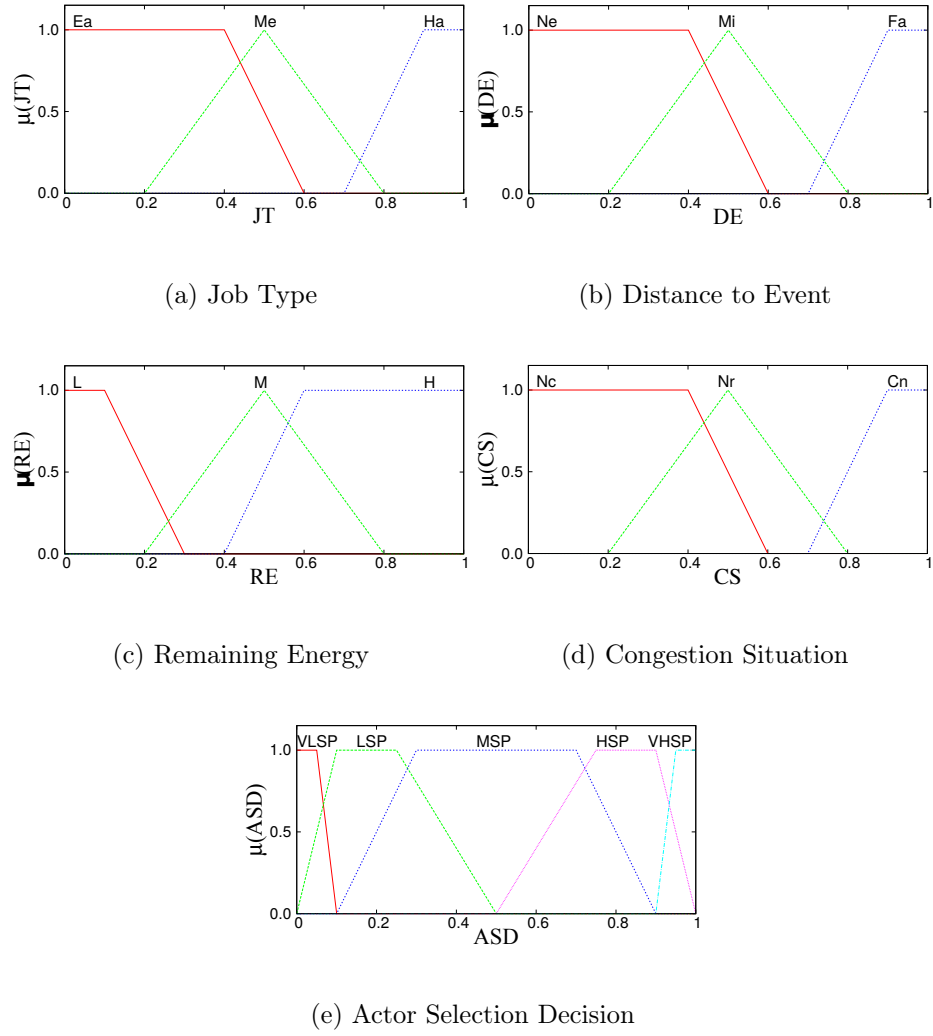 Ea Me Ha
1.0
0.5
0.0
μ(JT)
0 0.2 0.4 0.6 0.8 1
JT
(a) Job Type
Ne Mi Fa
1.0
0.5
0.0
μ(DE)
0 0.2 0.4 0.6 0.8 1
DE
(b) Distance to Event
L M H
1.0
0.5
0.0
μ(RE)
0 0.2 0.4 0.6 0.8 1
RE
(c) Remaining Energy
Nc Nr Cn
1.0
0.5
0.0
μ(CS)
0 0.2 0.4 0.6 0.8 1
CS
(d) Congestion Situation
VLSP LSP MSP HSP VHSP
1.0
0.5
0.0
μ(ASD)
0 0.2 0.4 0.6 0.8 1
ASD
(e) Actor Selection Decision